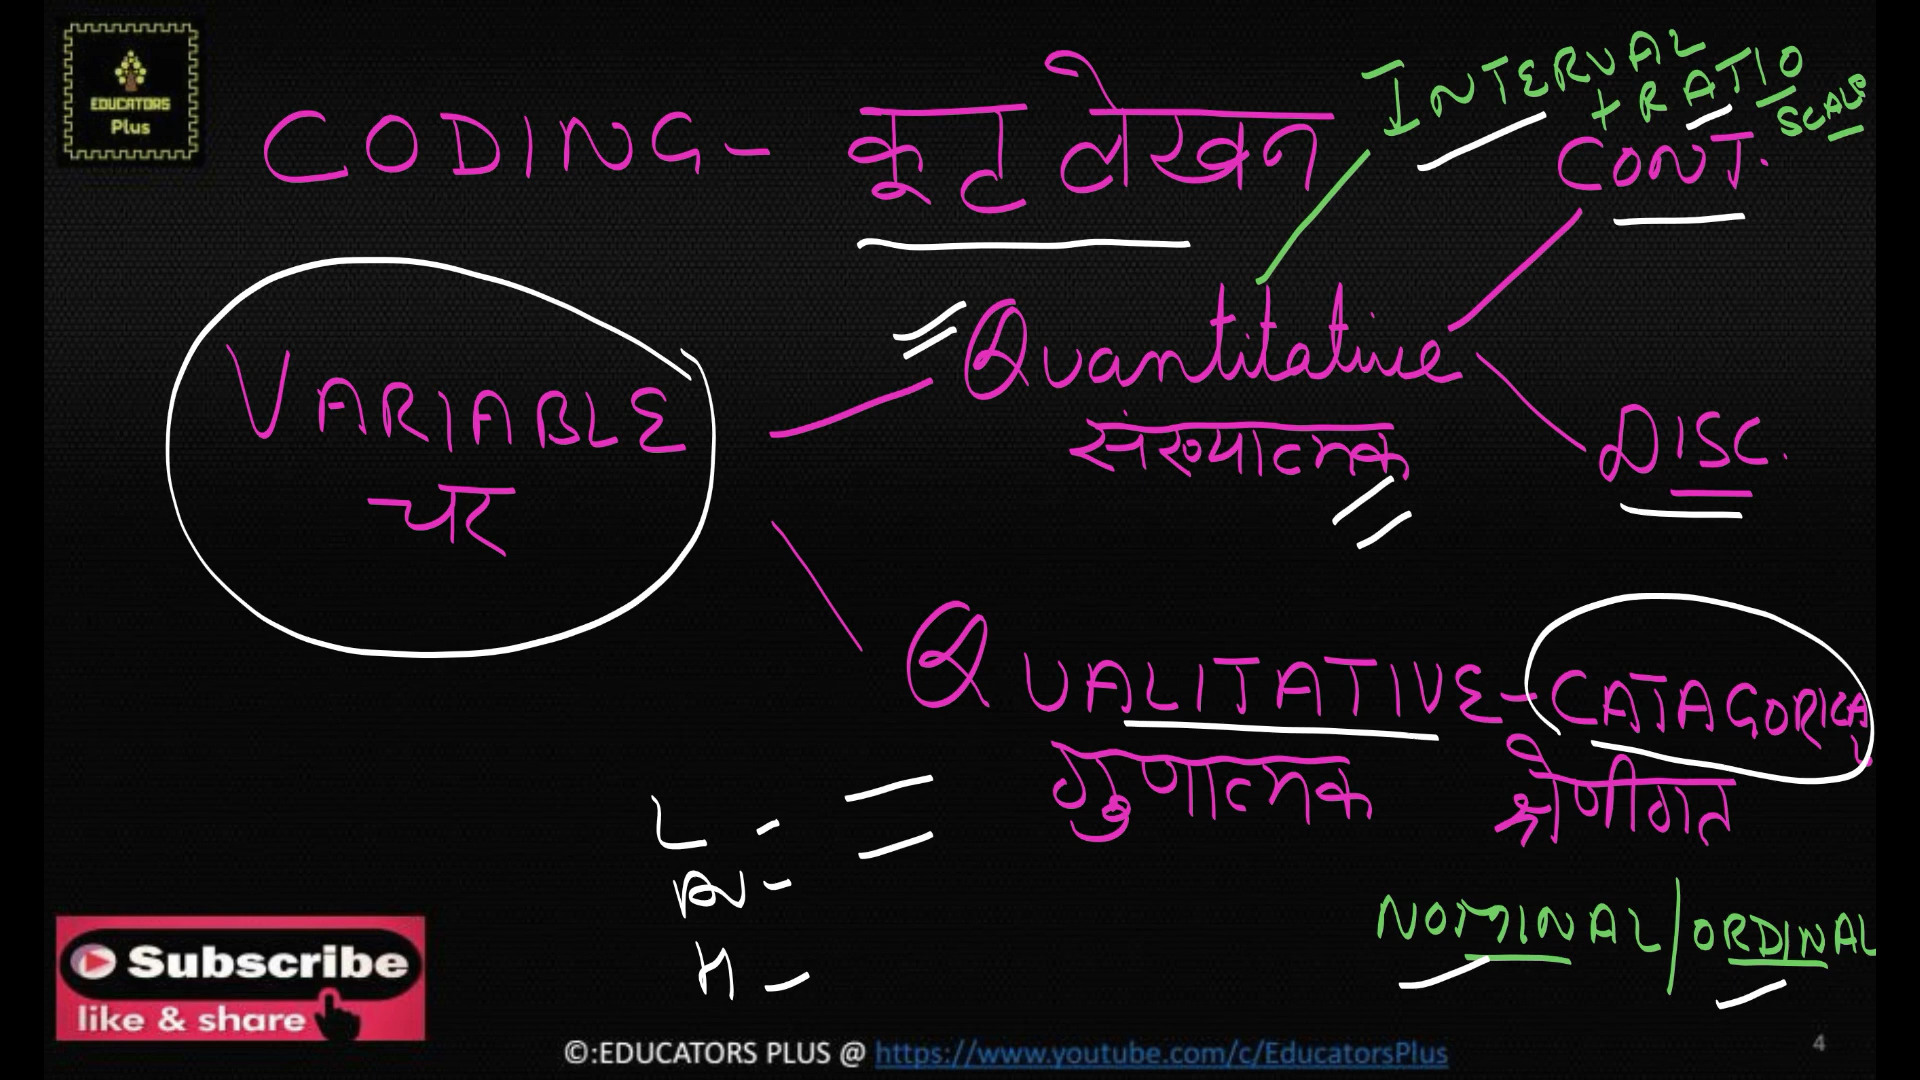 EDUCATORS
Plus
INTERVAL
+ RATIO
SCALE
CODING - कूट लेखन
CONT.
Quantitative
संख्यात्मक
DISC.
VARIABLE
चर
QUALITATIVE - CATAGORICAL
गुणात्मक श्रेणीगत
L -
M -
H -
NOMINAL/ORDINAL
Subscribe
like & share
©:EDUCATORS PLUS @ https://www.youtube.com/c/EducatorsPlus
4